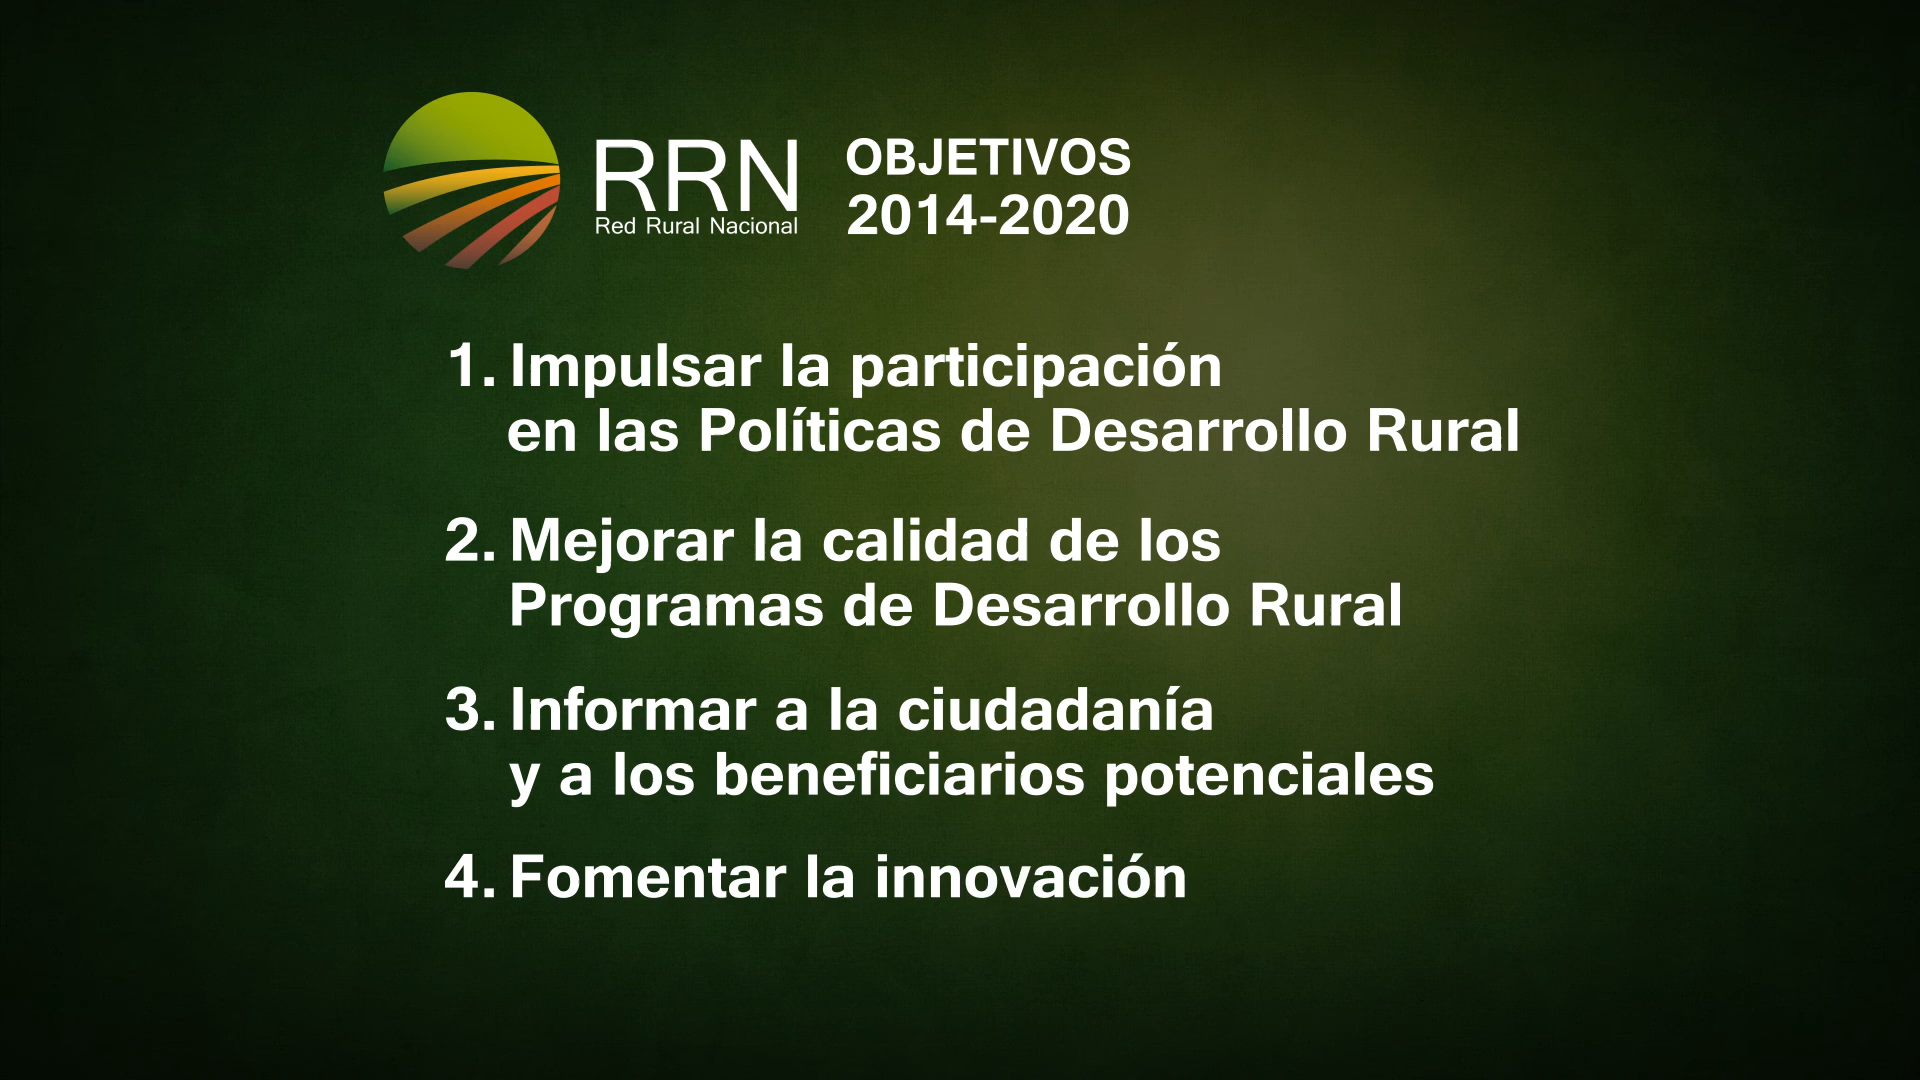 RRN
Red Rural Nacional
OBJETIVOS
2014-2020
1. Impulsar la participación
en las Políticas de Desarrollo Rural
2. Mejorar la calidad de los
Programas de Desarrollo Rural
3. Informar a la ciudadanía
y a los beneficiarios potenciales
4. Fomentar la innovación